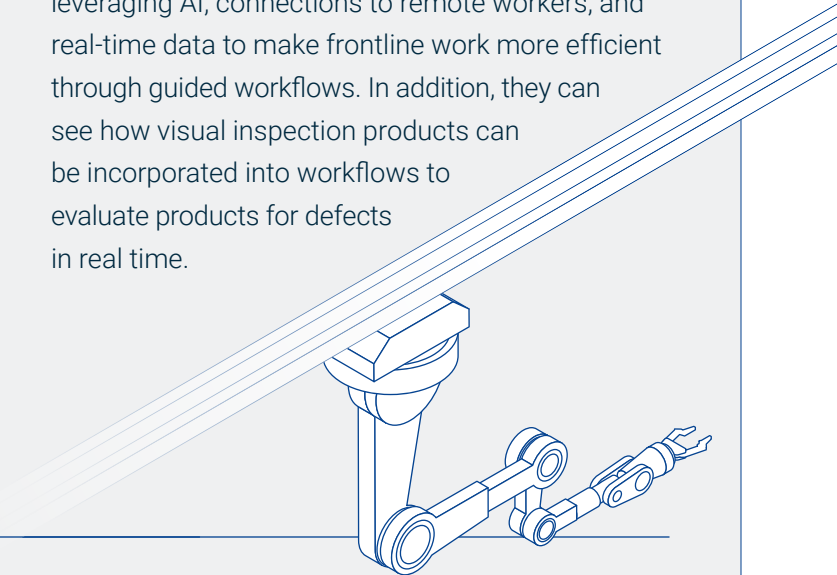 leveraging AI, connections to remote workers, and
real-time data to make frontline work more efficient
through guided workflows. In addition, they can
see how visual inspection products can
be incorporated into workflows to
evaluate products for defects
in real time.